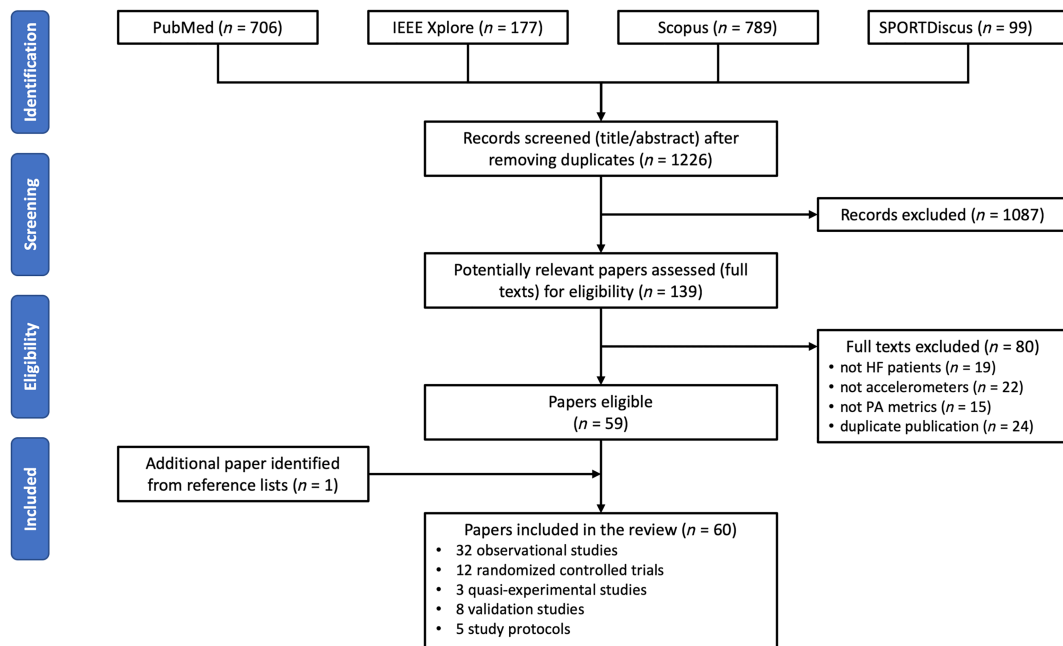 Identification
PubMed (n = 706)
IEEE Xplore (n = 177)
Scopus (n = 789)
SPORTDiscus (n = 99)
Records screened (title/abstract) after
removing duplicates (n = 1226)
Screening
Records excluded (n = 1087)
Potentially relevant papers assessed (full
texts) for eligibility (n = 139)
Eligibility
Full texts excluded (n = 80)
• not HF patients (n = 19)
• not accelerometers (n = 22)
• not PA metrics (n = 15)
• duplicate publication (n = 24)
Papers eligible
(n = 59)
Included
Additional paper identified
from reference lists (n = 1)
Papers included in the review (n = 60)
• 32 observational studies
• 12 randomized controlled trials
• 3 quasi-experimental studies
• 8 validation studies
• 5 study protocols